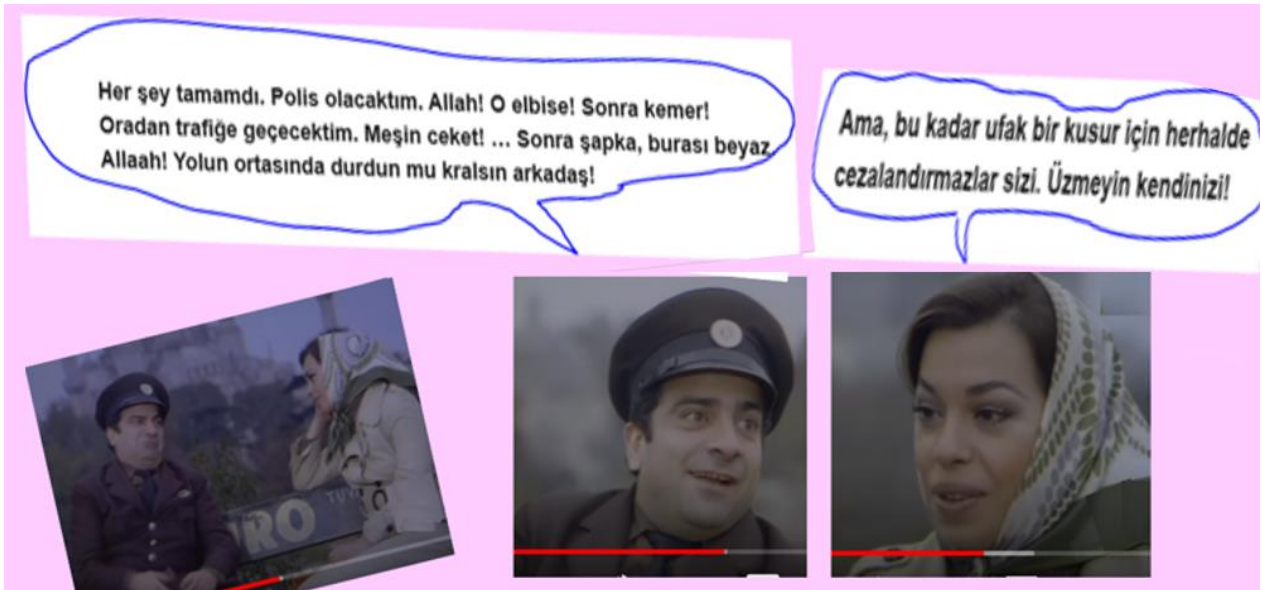 Her şey tamamdı. Polis olacaktım. Allah! O elbise! Sonra kemer!
Oradan trafiğe geçecektim. Meşin ceket! ... Sonra şapka, burası beyaz
Allaah! Yolun ortasında durdun mu kralsın arkadaş!
Ama, bu kadar ufak bir kusur için herhalde
cezalandırmazlar sizi. Üzmeyin kendinizi!